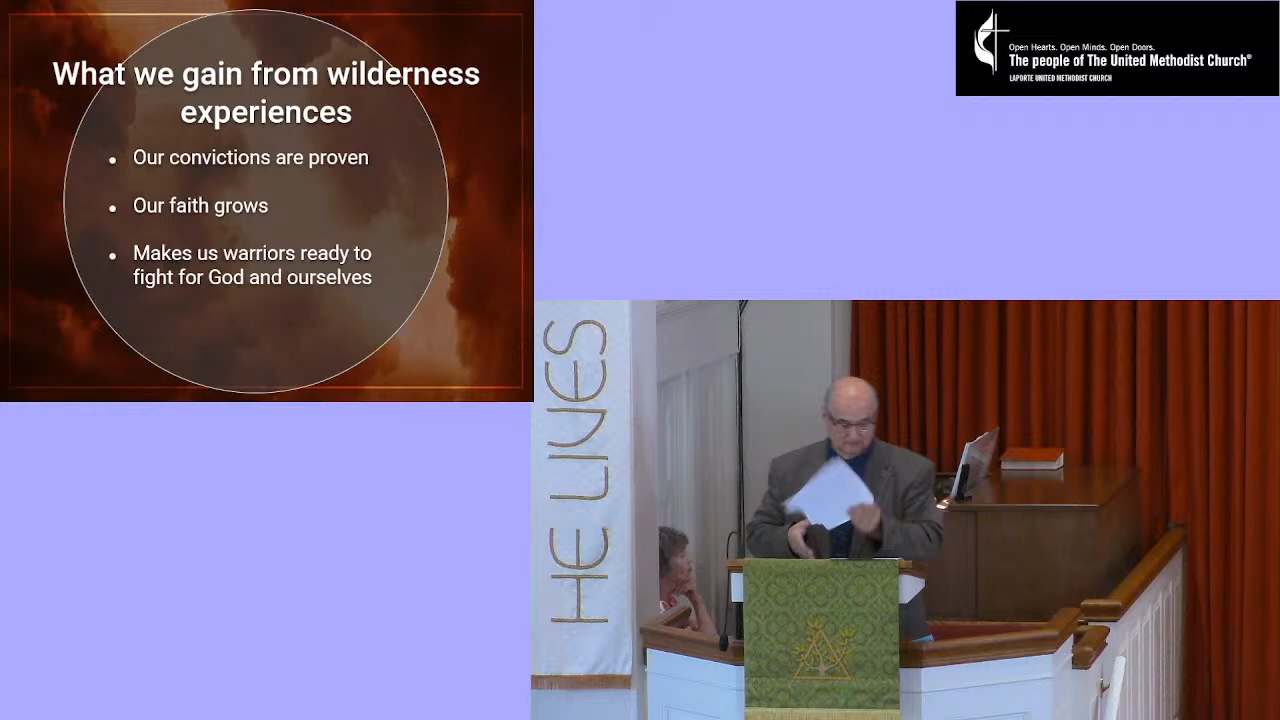 What we gain from wilderness
experiences
• Our convictions are proven
• Our faith grows
• Makes us warriors ready to
fight for God and ourselves
Open Hearts. Open Minds. Open Doors.
The people of The United Methodist Church®
LAPORTE UNITED METHODIST CHURCH
HE LIVES